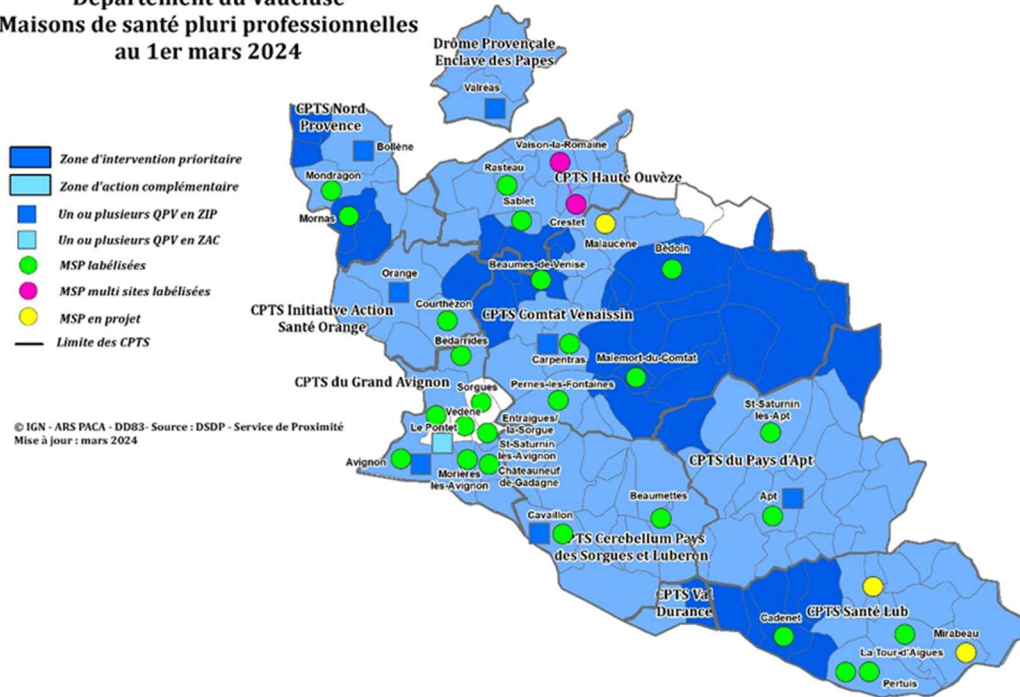 Département du Vaucluse
Maisons de santé pluri professionnelles
au 1er mars 2024
Zone d'intervention prioritaire
Zone d'action complémentaire
Un ou plusieurs QPV en ZIP
Un ou plusieurs QPV en ZAC
MSP labélisées
MSP multi sites labélisées
MSP en projet
Limite des CPTS
© IGN - ARS PACA - DD83- Source : DSDP - Service de Proximité
Mise à jour : mars 2024
Drôme Provençale
Enclave des Papes
Valréas
CPTS Nord
Provence
Bollène
Mondragon
Mornas
Vaison-la-Romaine
Rasteau
CPTS Haute Ouvèze
Sablet
Crestet
Malaucène
Bédoin
Beaumes-de-Venise
Orange
Courthézon
CPTS Initiative Action
Santé Orange
CPTS Comtat Venaissin
Bédarrides
Carpentras
Malemort-du-Comtat
CPTS du Grand Avignon
Sorgues
Pernes-les-Fontaines
Vedène
Le Pontet
Entraigues/
la-Sorgue
St-Saturnin
lès-Avignon
Avignon
Morières
lès-Avignon
Châteauneuf
de-Gadagne
St-Saturnin
lès-Apt
CPTS du Pays d'Apt
Apt
Beaumettes
Cavaillon
PTS Cerebellum Pays
des Sorgues et Luberon
CPTS Val
Durance
CPTS Santé Lub
Cadenet
Mirabeau
La Tour-d'Aigues
Pertuis